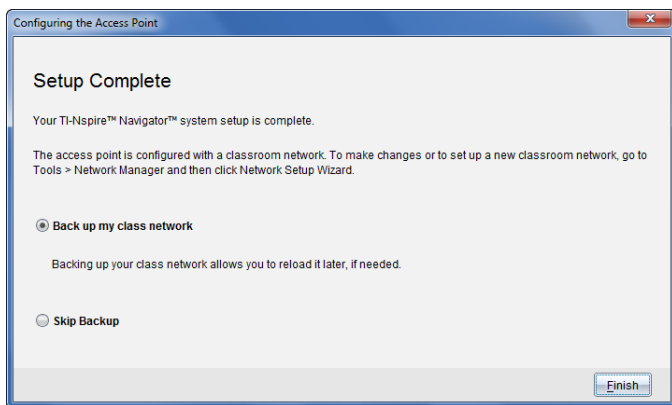 Configuring the Access Point
Setup Complete
Your TI-Nspire™ Navigator™ system setup is complete.
The access point is configured with a classroom network. To make changes or to set up a new classroom network, go to
Tools > Network Manager and then click Network Setup Wizard.
Back up my class network
Backing up your class network allows you to reload it later, if needed.
Skip Backup
Finish